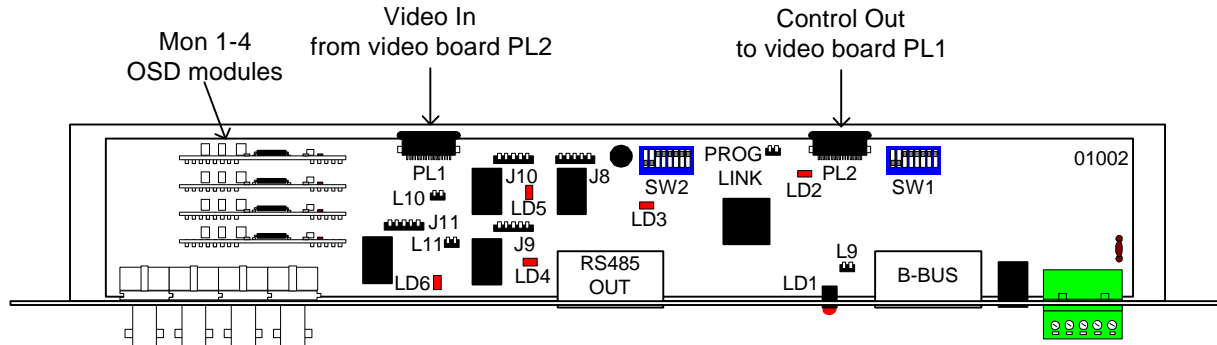 Video In
from video board PL2
Control Out
to video board PL1
Mon 1-4
OSD modules
PL1
J10
J8
SW2
PROG
LINK
PL2
SW1
01002
L10
LD5
LD3
LD2
J11
L11
J9
LD6
LD4
RS485
OUT
LD1
L9
B-BUS